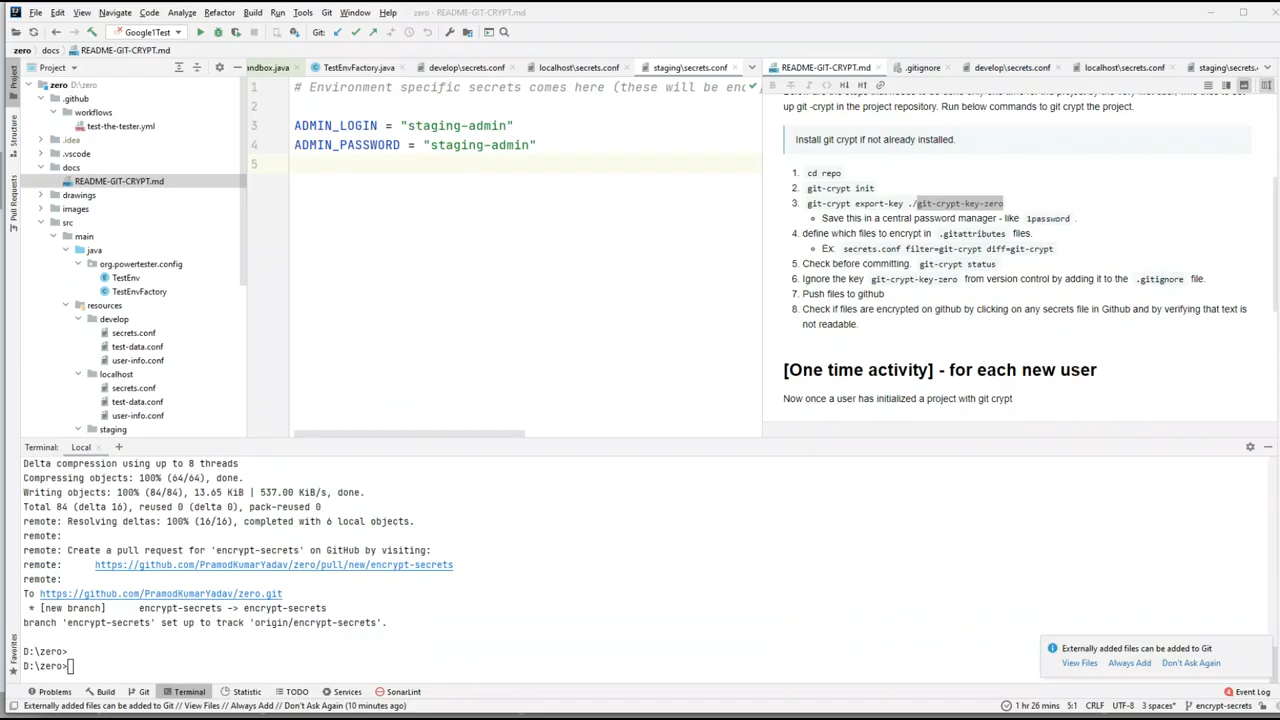 File Edit View Navigate Code Analyze Refactor Build Run Tools Git Window Help zero - README-GIT-CRYPT.md
Google1Test Git:
zero docs README-GIT-CRYPT.md
Project
zero D:\zero
.github
workflows
test-the-tester.yml
.idea
.vscode
docs
README-GIT-CRYPT.md
drawings
images
src
main
java
org.powertester.config
TestEnv
TestEnvFactory
resources
develop
secrets.conf
test-data.conf
user-info.conf
localhost
secrets.conf
test-data.conf
user-info.conf
staging
Project
Structure
Pull Requests
Favorites
andbox.java TestEnvFactory.java develop\secrets.conf localhost\secrets.conf staging\secrets.conf
1 # Environment specific secrets comes here (these will be enc
2
3 ADMIN_LOGIN = "staging-admin"
4 ADMIN_PASSWORD = "staging-admin"
5
README-GIT-CRYPT.md .gitignore develop\secrets.conf localhost\secrets.conf staging\secrets.
up git -crypt in the project repository. Run below commands to git crypt the project.
Install git crypt if not already installed.
1. cd repo
2. git-crypt init
3. git-crypt export-key ./git-crypt-key-zero
Save this in a central password manager - like 1password .
4. define which files to encrypt in .gitattributes files.
Ex: secrets.conf filter=git-crypt diff=git-crypt
5. Check before committing. git-crypt status
6. Ignore the key git-crypt-key-zero from version control by adding it to the .gitignore file.
7. Push files to github
8. Check if files are encrypted on github by clicking on any secrets file in Github and by verifying that text is
not readable.
[One time activity] - for each new user
Now once a user has initialized a project with git crypt
Terminal: Local
Delta compression using up to 8 threads
Compressing objects: 100% (64/64), done.
Writing objects: 100% (84/84), 13.65 KiB | 537.00 KiB/s, done.
Total 84 (delta 16), reused 0 (delta 0), pack-reused 0
remote: Resolving deltas: 100% (16/16), completed with 6 local objects.
remote:
remote: Create a pull request for 'encrypt-secrets' on GitHub by visiting:
remote: https://github.com/PramodKumarYadav/zero/pull/new/encrypt-secrets
remote:
To https://github.com/PramodKumarYadav/zero.git
* [new branch] encrypt-secrets -> encrypt-secrets
branch 'encrypt-secrets' set up to track 'origin/encrypt-secrets'.
D:\zero>
D:\zero>
Externally added files can be added to Git
View Files Always Add Don't Ask Again
Problems Build Git Terminal Statistic TODO Services SonarLint Event Log
Externally added files can be added to Git // View Files // Always Add // Don't Ask Again (10 minutes ago) 1 hr 26 mins 5:1 CRLF UTF-8 3 spaces* encrypt-secrets